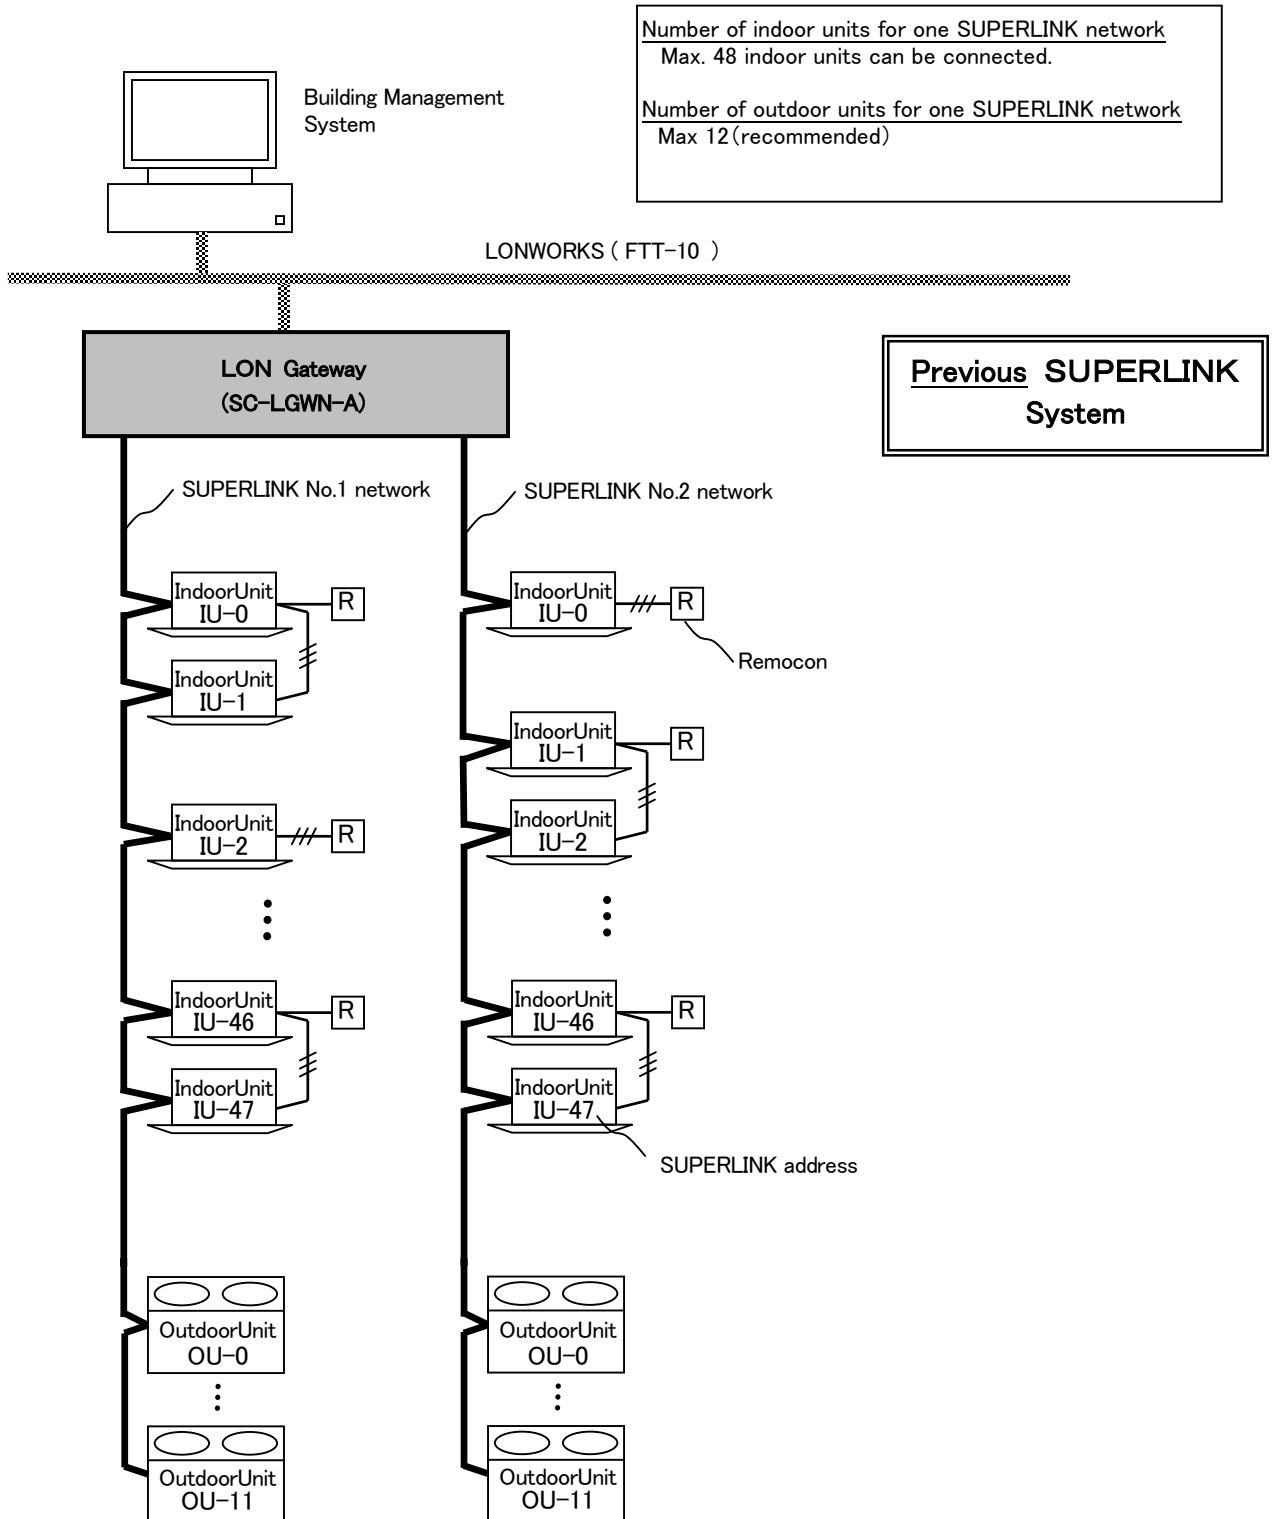 Number of indoor units for one SUPERLINK network
Max. 48 indoor units can be connected.
Number of outdoor units for one SUPERLINK network
Max 12(recommended)
Building Management
System
LONWORKS ( FTT-10 )
LON Gateway
(SC-LGWN-A)
Previous SUPERLINK
System
SUPERLINK No.1 network
SUPERLINK No.2 network
IndoorUnit
IU-0
R
IndoorUnit
IU-1
IndoorUnit
IU-2
R
IndoorUnit
IU-46
R
IndoorUnit
IU-47
OutdoorUnit
OU-0
OutdoorUnit
OU-11
IndoorUnit
IU-0
R
Remocon
IndoorUnit
IU-1
R
IndoorUnit
IU-2
IndoorUnit
IU-46
R
IndoorUnit
IU-47
SUPERLINK address
OutdoorUnit
OU-0
OutdoorUnit
OU-11